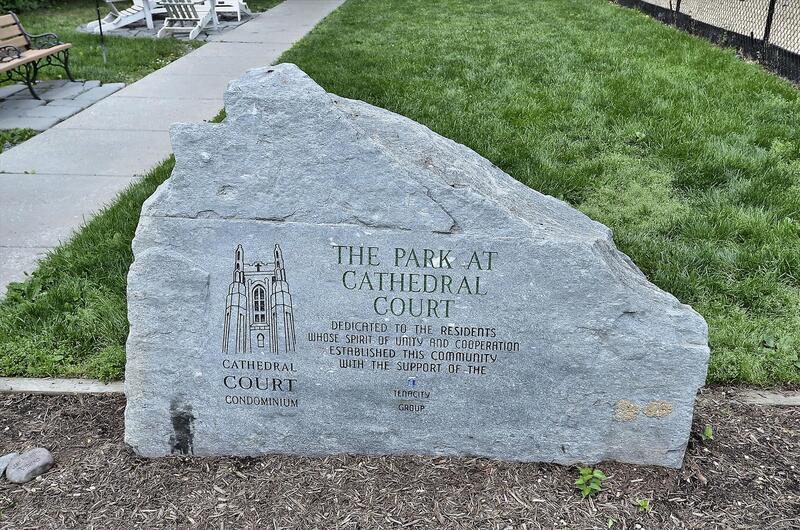 THE PARK AT
CATHEDRAL
COURT
DEDICATED TO THE RESIDENTS
WHOSE SPIRIT OF UNITY AND COOPERATION
ESTABLISHED THIS COMMUNITY
WITH THE SUPPORT OF THE
TENACITY
GROUP
CATHEDRAL
COURT
CONDOMINIUM